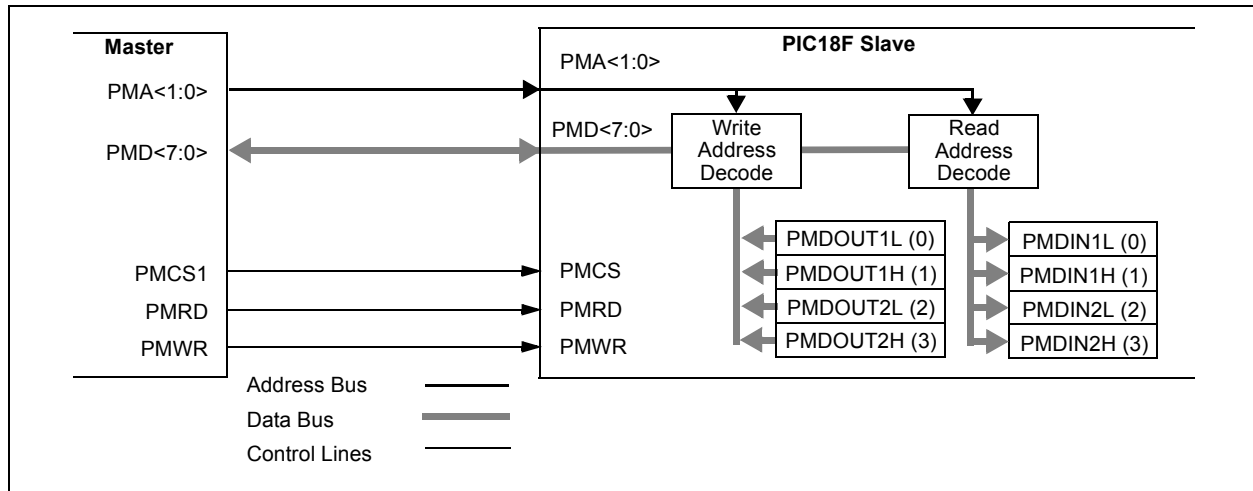 Master
PIC18F Slave
PMA<1:0>
PMA<1:0>
PMD<7:0>
PMD<7:0>
Write
Address
Decode
Read
Address
Decode
PMDOUT1L (0)
PMDOUT1H (1)
PMDOUT2L (2)
PMDOUT2H (3)
PMDIN1L (0)
PMDIN1H (1)
PMDIN2L (2)
PMDIN2H (3)
PMCS1
PMCS
PMRD
PMRD
PMWR
PMWR
Address Bus
Data Bus
Control Lines